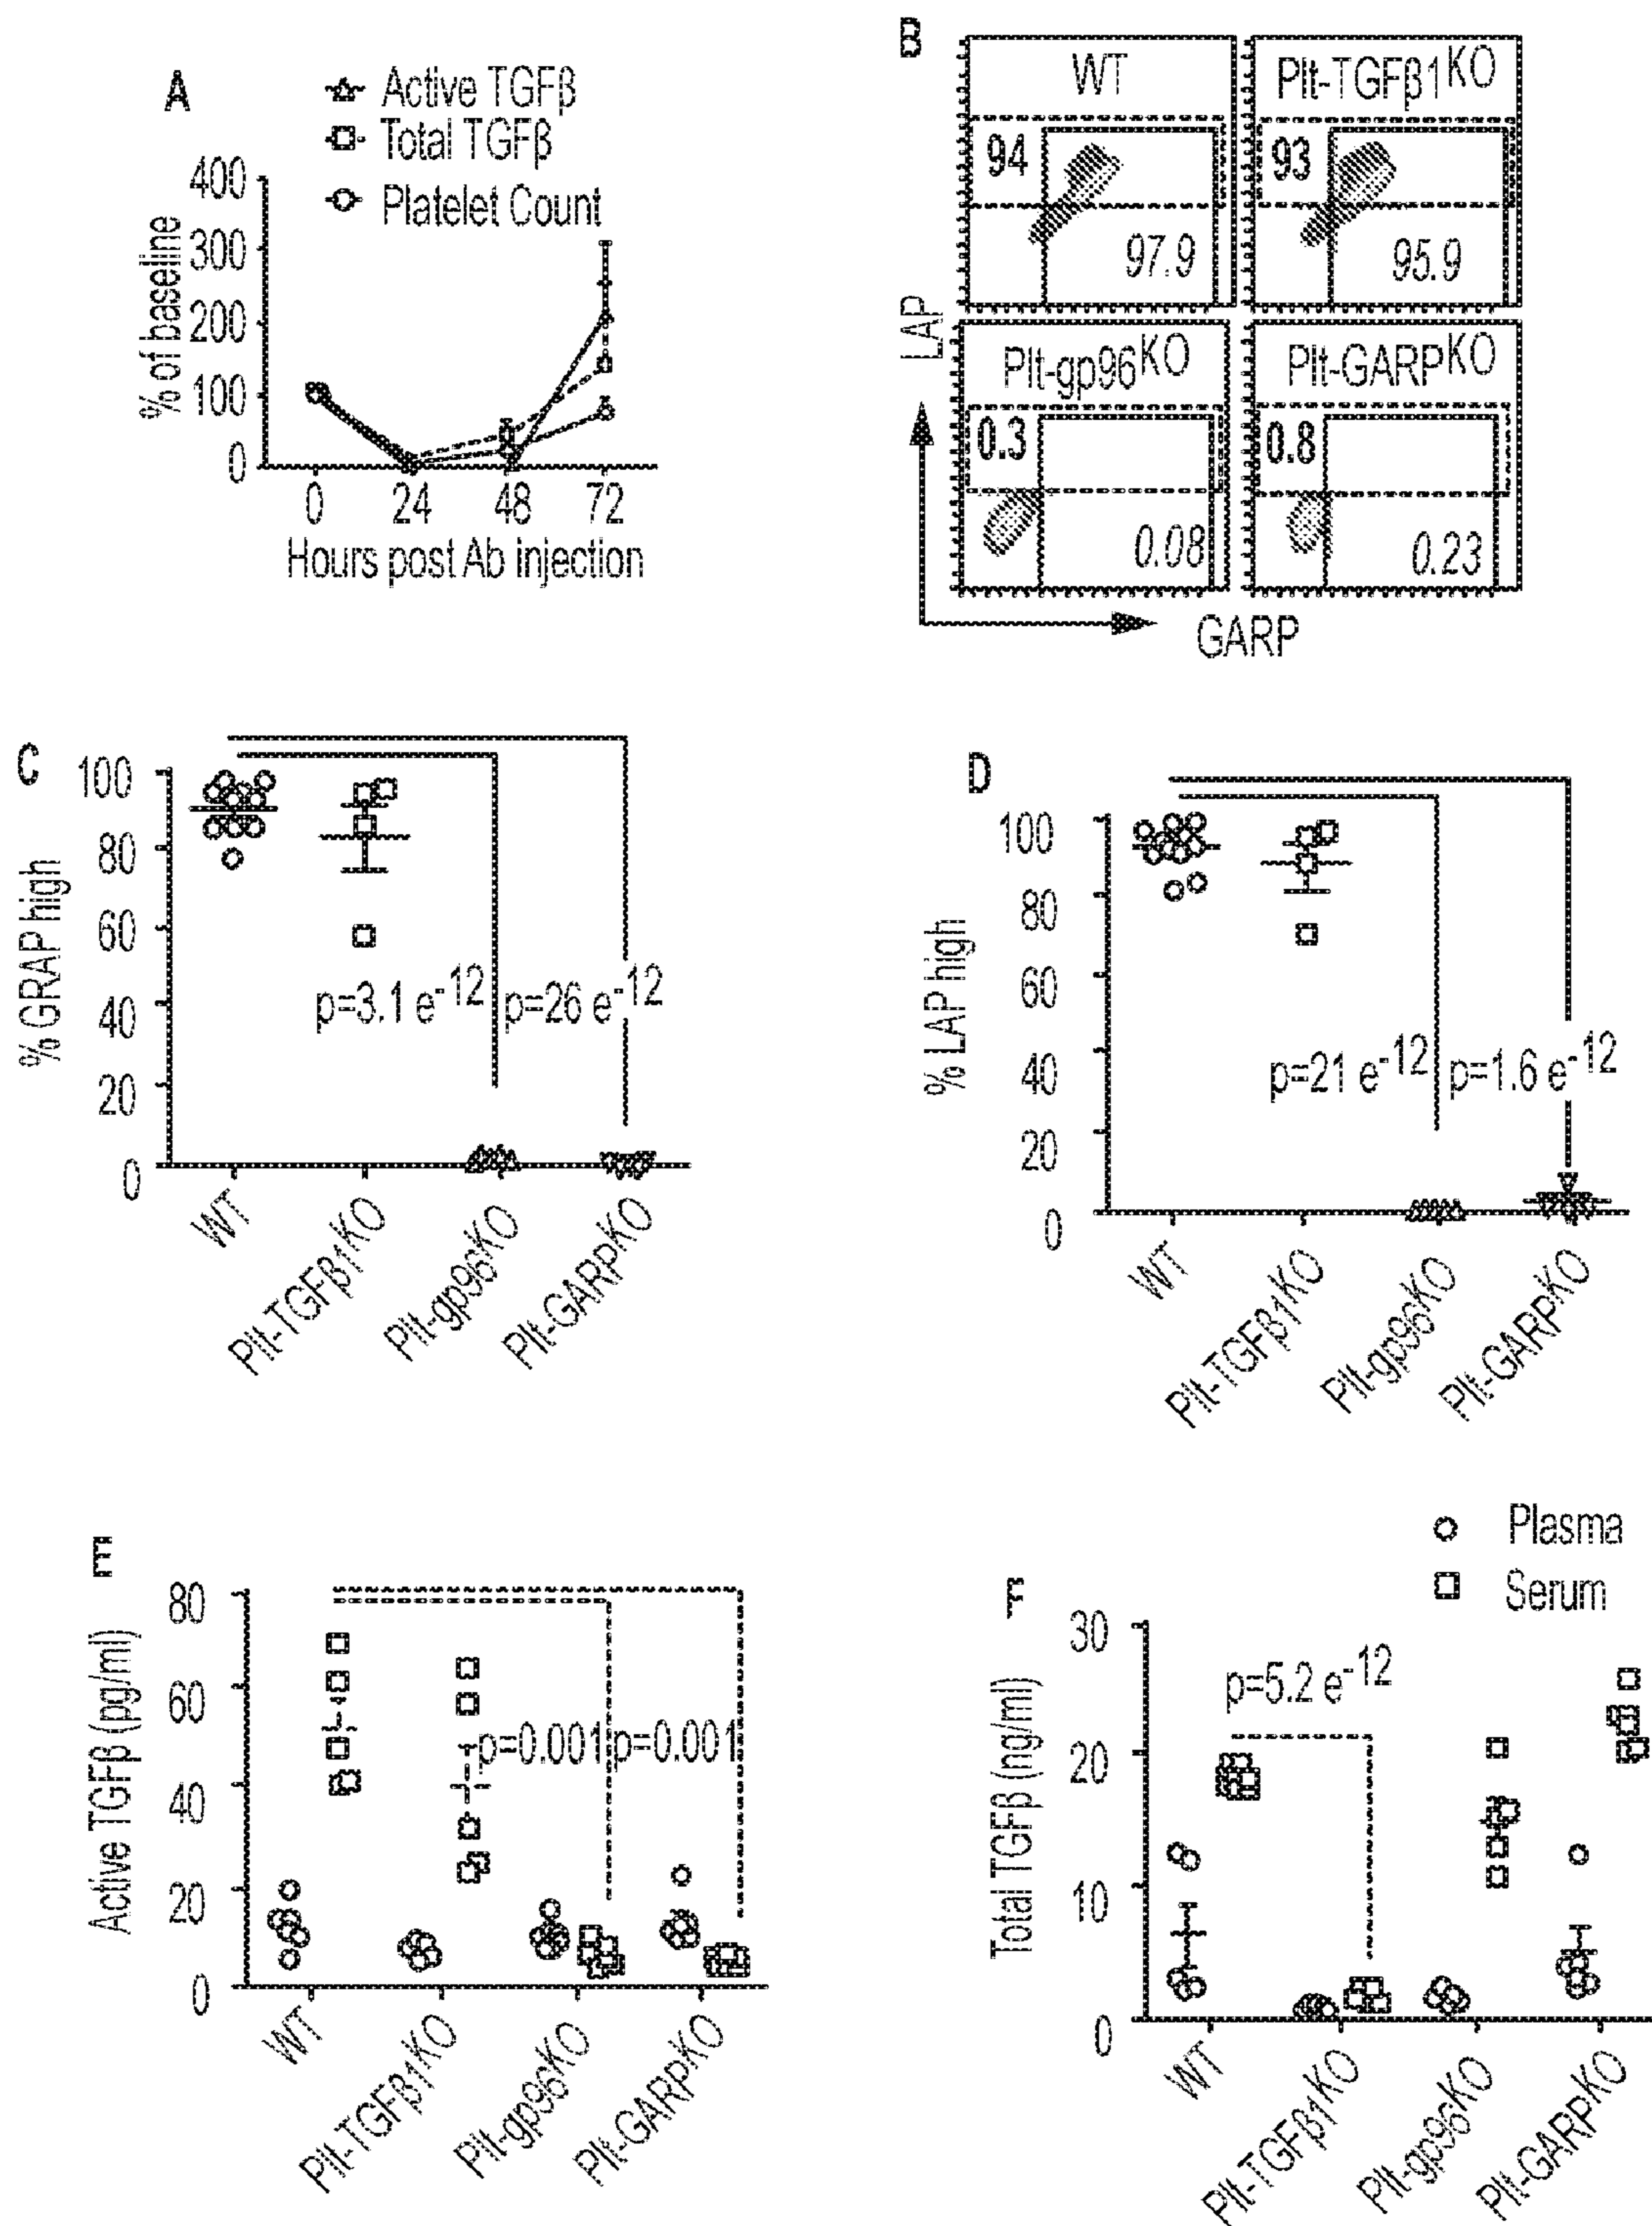 A
Active TGFβ
Total TGFβ
Platelet Count
400
300
200
100
0
% of baseline
0 24 48 72
Hours post Ab injection
B
WT
94
97.9
Plt-TGFβ1KO
93
95.9
Plt-gp96KO
0.3
0.08
Plt-GARPKO
0.8
0.23
LAP
GARP
C
% GRAP high
100
80
60
40
20
0
p=3.1 e-12
p=26 e-12
WT
Plt-TGFβ1KO
Plt-gp96KO
Plt-GARPKO
D
% LAP high
100
80
60
40
20
0
p=21 e-12
p=1.6 e-12
WT
Plt-TGFβ1KO
Plt-gp96KO
Plt-GARPKO
E
Active TGFβ (pg/ml)
80
60
40
20
0
p=0.001
p=0.001
WT
Plt-TGFβ1KO
Plt-gp96KO
Plt-GARPKO
Plasma
Serum
F
Total TGFβ (ng/ml)
30
20
10
0
p=5.2 e-12
WT
Plt-TGFβ1KO
Plt-gp96KO
Plt-GARPKO